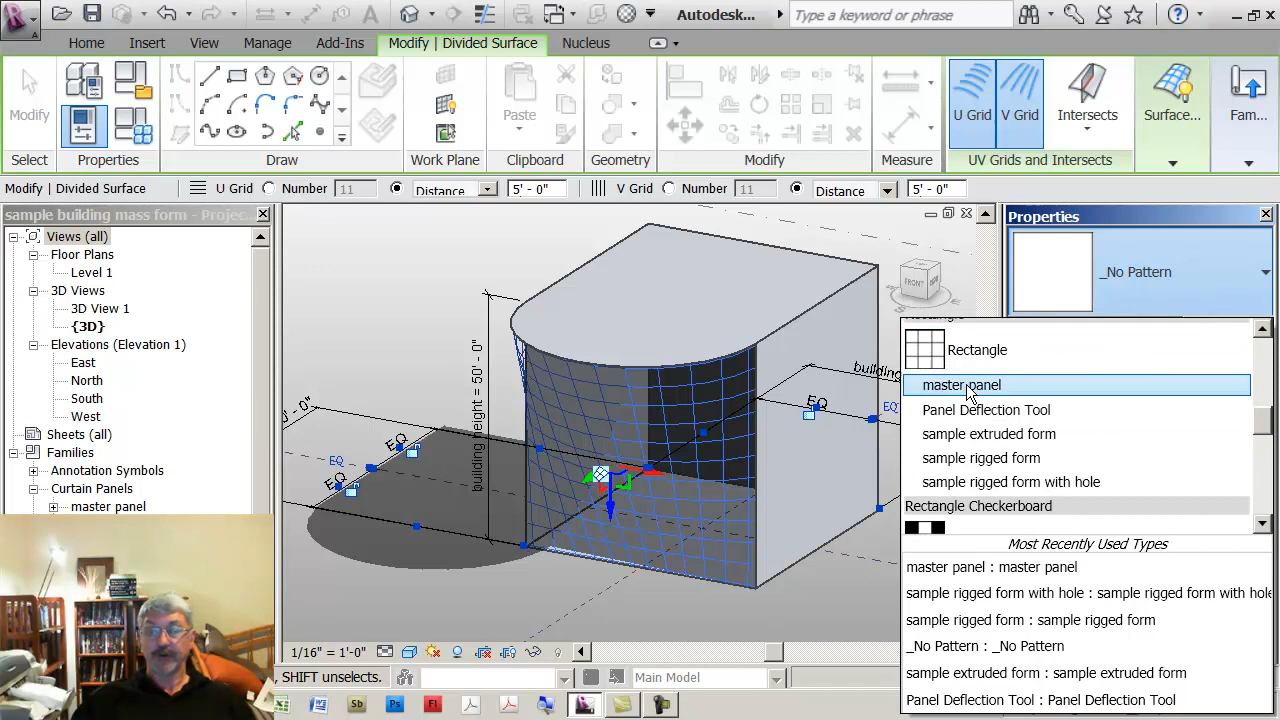 Autodesk...
Type a keyword or phrase
Home
Insert
View
Manage
Add-Ins
Modify | Divided Surface
Nucleus
Modify
Paste
U Grid
V Grid
Intersects
Surface...
Fam...
Select
Properties
Draw
Work Plane
Clipboard
Geometry
Modify
Measure
UV Grids and Intersects
Modify | Divided Surface
U Grid
Number
11
Distance
5' - 0"
V Grid
Number
11
Distance
5' - 0"
sample building mass form - Projec...
Views (all)
Floor Plans
Level 1
3D Views
3D View 1
{3D}
Elevations (Elevation 1)
East
North
South
West
Sheets (all)
Families
Annotation Symbols
Curtain Panels
master panel
building height = 50' - 0"
' - 0"
EQ
EQ
EQ
building
EQ
EQ
FRONT
Properties
_No Pattern
Rectangle
Rectangle
master panel
Panel Deflection Tool
sample extruded form
sample rigged form
sample rigged form with hole
Rectangle Checkerboard
Most Recently Used Types
master panel : master panel
sample rigged form with hole : sample rigged form with hole
sample rigged form : sample rigged form
_No Pattern : _No Pattern
sample extruded form : sample extruded form
Panel Deflection Tool : Panel Deflection Tool
1/16" = 1'-0"
, SHIFT unselects.
Main Model
Sb
Ps
Fl